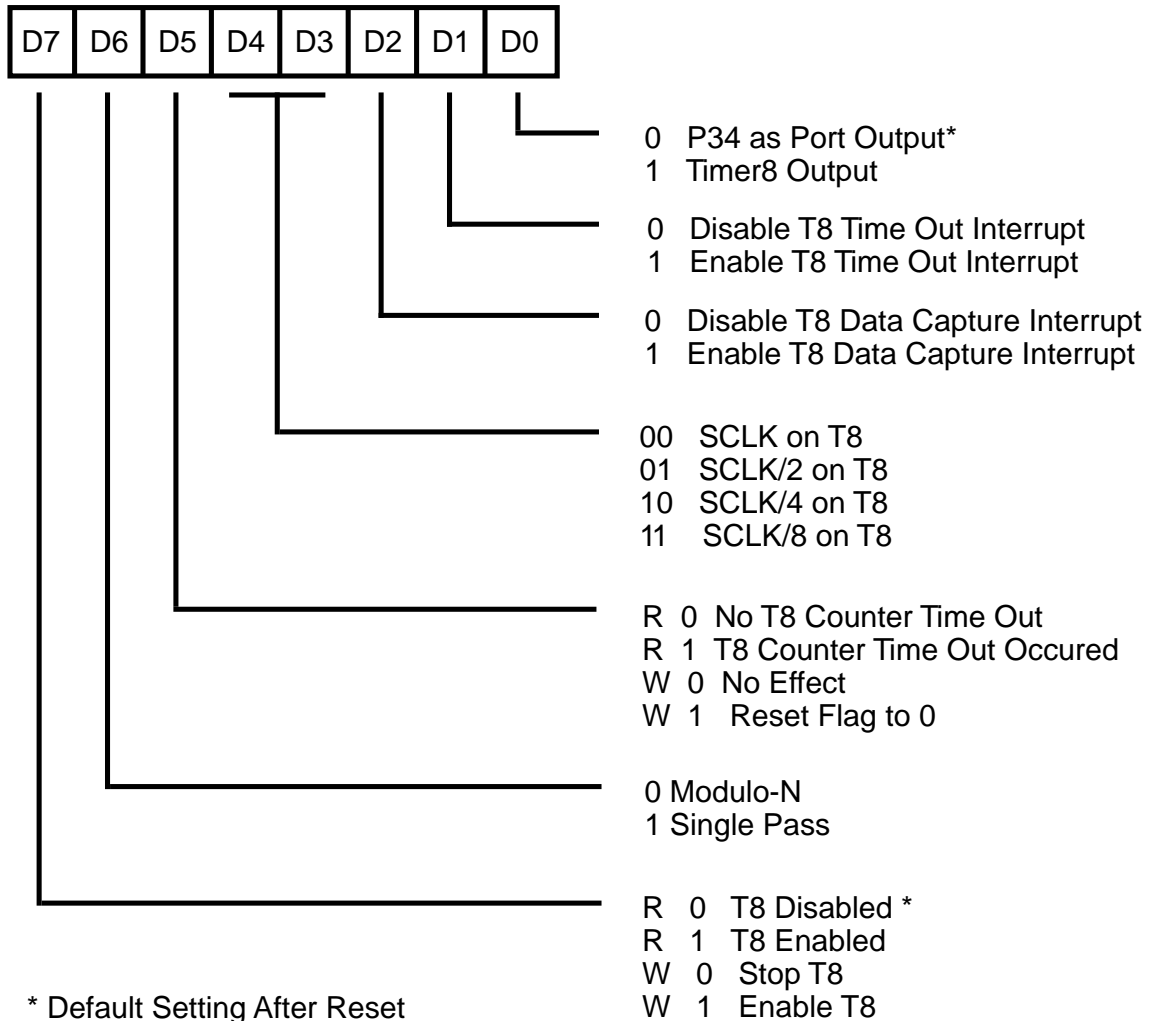 D7 D6 D5 D4 D3 D2 D1 D0
0 P34 as Port Output*
1 Timer8 Output
0 Disable T8 Time Out Interrupt
1 Enable T8 Time Out Interrupt
0 Disable T8 Data Capture Interrupt
1 Enable T8 Data Capture Interrupt
00 SCLK on T8
01 SCLK/2 on T8
10 SCLK/4 on T8
11 SCLK/8 on T8
R 0 No T8 Counter Time Out
R 1 T8 Counter Time Out Occured
W 0 No Effect
W 1 Reset Flag to 0
0 Modulo-N
1 Single Pass
R 0 T8 Disabled *
R 1 T8 Enabled
W 0 Stop T8
W 1 Enable T8
* Default Setting After Reset